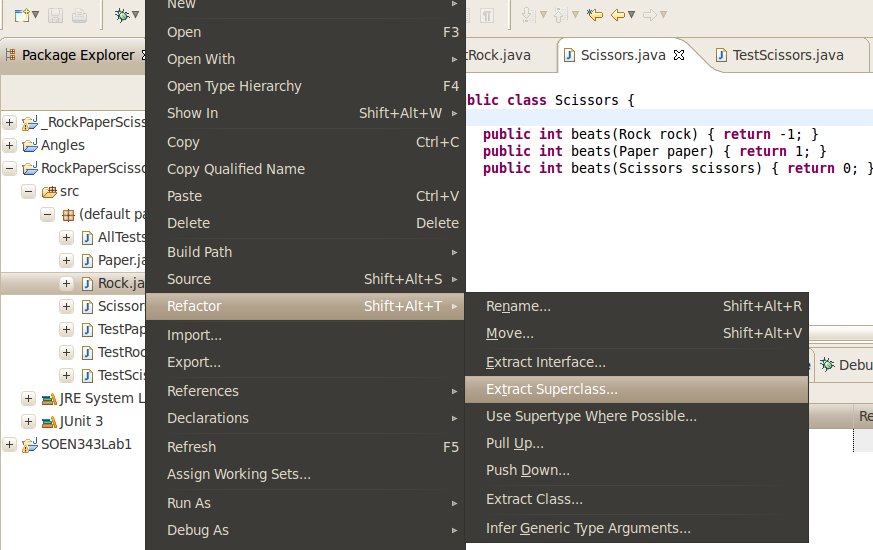 New
Open F3
Open With
Open Type Hierarchy F4
Show In Shift+Alt+W
Copy Ctrl+C
Copy Qualified Name
Paste Ctrl+V
Delete Delete
Build Path
Source Shift+Alt+S
Refactor Shift+Alt+T
Import...
Export...
References
Declarations
Refresh F5
Assign Working Sets...
Run As
Debug As
Package Explorer
_RockPaperSciss
Angles
RockPaperScisso
src
(default pa
AllTests
Paper.ja
Rock.ja
Scissor
TestPap
TestRoc
TestSci
JRE System L
JUnit 3
SOEN343Lab1
tRock.java
Scissors.java
TestScissors.java
blic class Scissors {
public int beats(Rock rock) { return -1; }
public int beats(Paper paper) { return 1; }
public int beats(Scissors scissors) { return 0; }
Rename... Shift+Alt+R
Move... Shift+Alt+V
Extract Interface...
Extract Superclass...
Use Supertype Where Possible...
Pull Up...
Push Down...
Extract Class...
Infer Generic Type Arguments...
Debu
Re